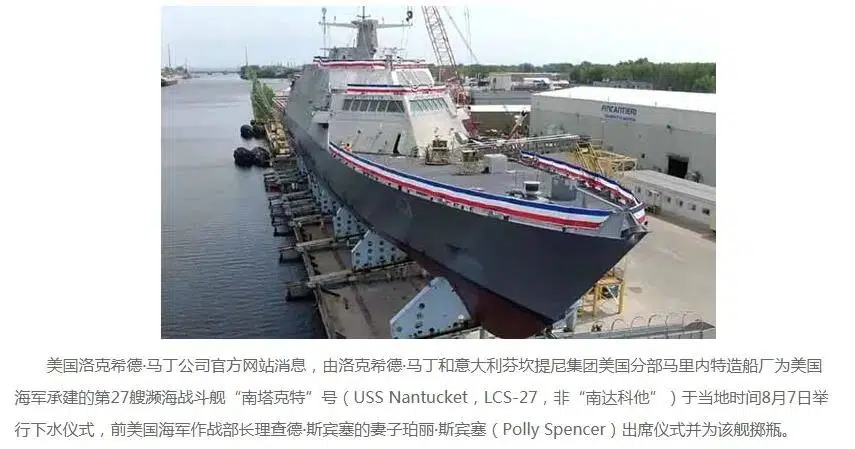 FINCANTIERI
美国洛克希德·马丁公司官方网站消息，由洛克希德·马丁和意大利芬坎提尼集团美国分部马里内特造船厂为美国
海军承建的第27艘濒海战斗舰“南塔克特”号（USS Nantucket，LCS-27，非“南达科他”）于当地时间8月7日举
行下水仪式，前美国海军作战部长理查德·斯宾塞的妻子珀丽·斯宾塞（Polly Spencer）出席仪式并为该舰掷瓶。